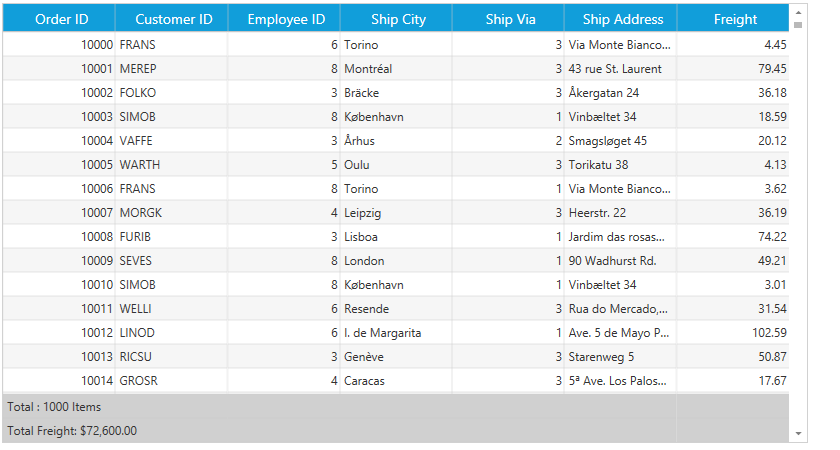 Order ID Customer ID Employee ID Ship City Ship Via Ship Address Freight
10000 FRANS 6 Torino 3 Via Monte Bianco... 4.45
10001 MEREP 8 Montréal 3 43 rue St. Laurent 79.45
10002 FOLKO 3 Bräcke 3 Åkergatan 24 36.18
10003 SIMOB 8 København 1 Vinbæltet 34 18.59
10004 VAFFE 3 Århus 2 Smagsløget 45 20.12
10005 WARTH 5 Oulu 3 Torikatu 38 4.13
10006 FRANS 8 Torino 1 Via Monte Bianco... 3.62
10007 MORGK 4 Leipzig 3 Heerstr. 22 36.19
10008 FURIB 3 Lisboa 1 Jardim das rosas... 74.22
10009 SEVES 8 London 1 90 Wadhurst Rd. 49.21
10010 SIMOB 8 København 1 Vinbæltet 34 3.01
10011 WELLI 6 Resende 3 Rua do Mercado,... 31.54
10012 LINOD 6 I. de Margarita 1 Ave. 5 de Mayo P... 102.59
10013 RICSU 3 Genève 3 Starenweg 5 50.87
10014 GROSR 4 Caracas 3 5ª Ave. Los Palos... 17.67
Total : 1000 Items
Total Freight: $72,600.00